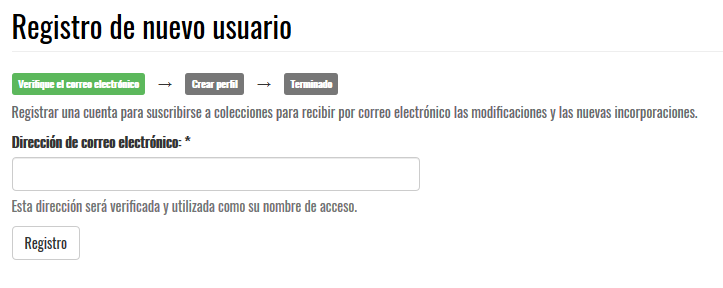 Registro de nuevo usuario
Verifique el correo electrónico → Crear perfil → Terminado
Registrar una cuenta para suscribirse a colecciones para recibir por correo electrónico las modificaciones y las nuevas incorporaciones.
Dirección de correo electrónico: *
Esta dirección será verificada y utilizada como su nombre de acceso.
Registro